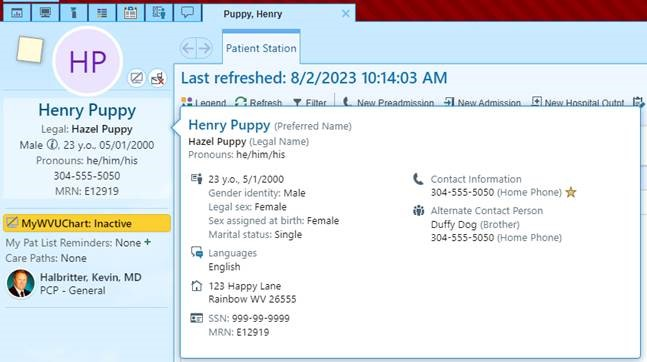 Puppy, Henry ×
HP
Patient Station
Last refreshed: 8/2/2023 10:14:03 AM
Legend Refresh Filter New Preadmission New Admission New Hospital Outpt
Henry Puppy
Legal: Hazel Puppy
Male, 23 y.o., 05/01/2000
Pronouns: he/him/his
304-555-5050
MRN: E12919
MyWVUChart: Inactive
My Pat List Reminders: None +
Care Paths: None
Halbritter, Kevin, MD
PCP - General
Henry Puppy (Preferred Name)
Hazel Puppy (Legal Name)
Pronouns: he/him/his
23 y.o., 5/1/2000
Gender identity: Male
Legal sex: Female
Sex assigned at birth: Female
Marital status: Single
Languages
English
123 Happy Lane
Rainbow WV 26555
SSN: 999-99-9999
MRN: E12919
Contact Information
304-555-5050 (Home Phone)
Alternate Contact Person
Duffy Dog (Brother)
304-555-5050 (Home Phone)